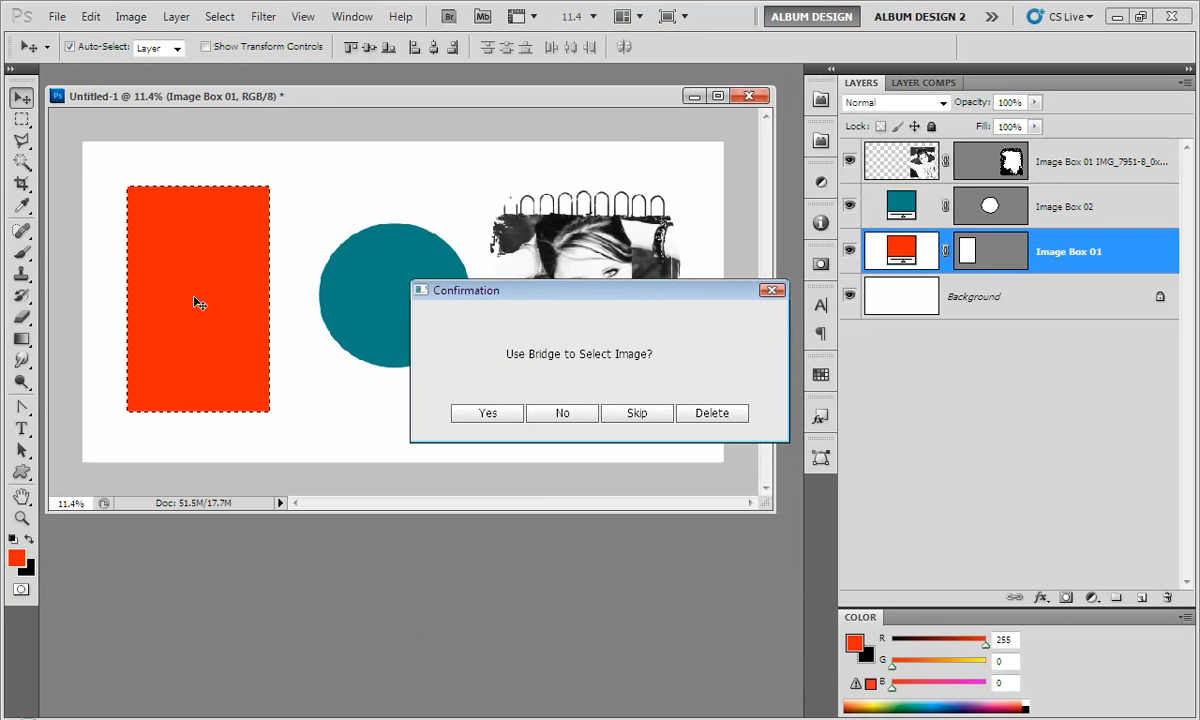 Ps File Edit Image Layer Select Filter View Window Help Br Mb 11.4 ALBUM DESIGN ALBUM DESIGN 2 CS Live
Auto-Select: Layer Show Transform Controls
Untitled-1 @ 11.4% (Image Box 01, RGB/8) *
LAYERS LAYER COMPS
Normal Opacity: 100%
Lock: Fill: 100%
Image Box 01 IMG_7951-8_0x...
Image Box 02
Image Box 01
Background
Confirmation
Use Bridge to Select Image?
Yes No Skip Delete
11.4% Doc: 51.5M/17.7M
COLOR
R 255
G 0
B 0